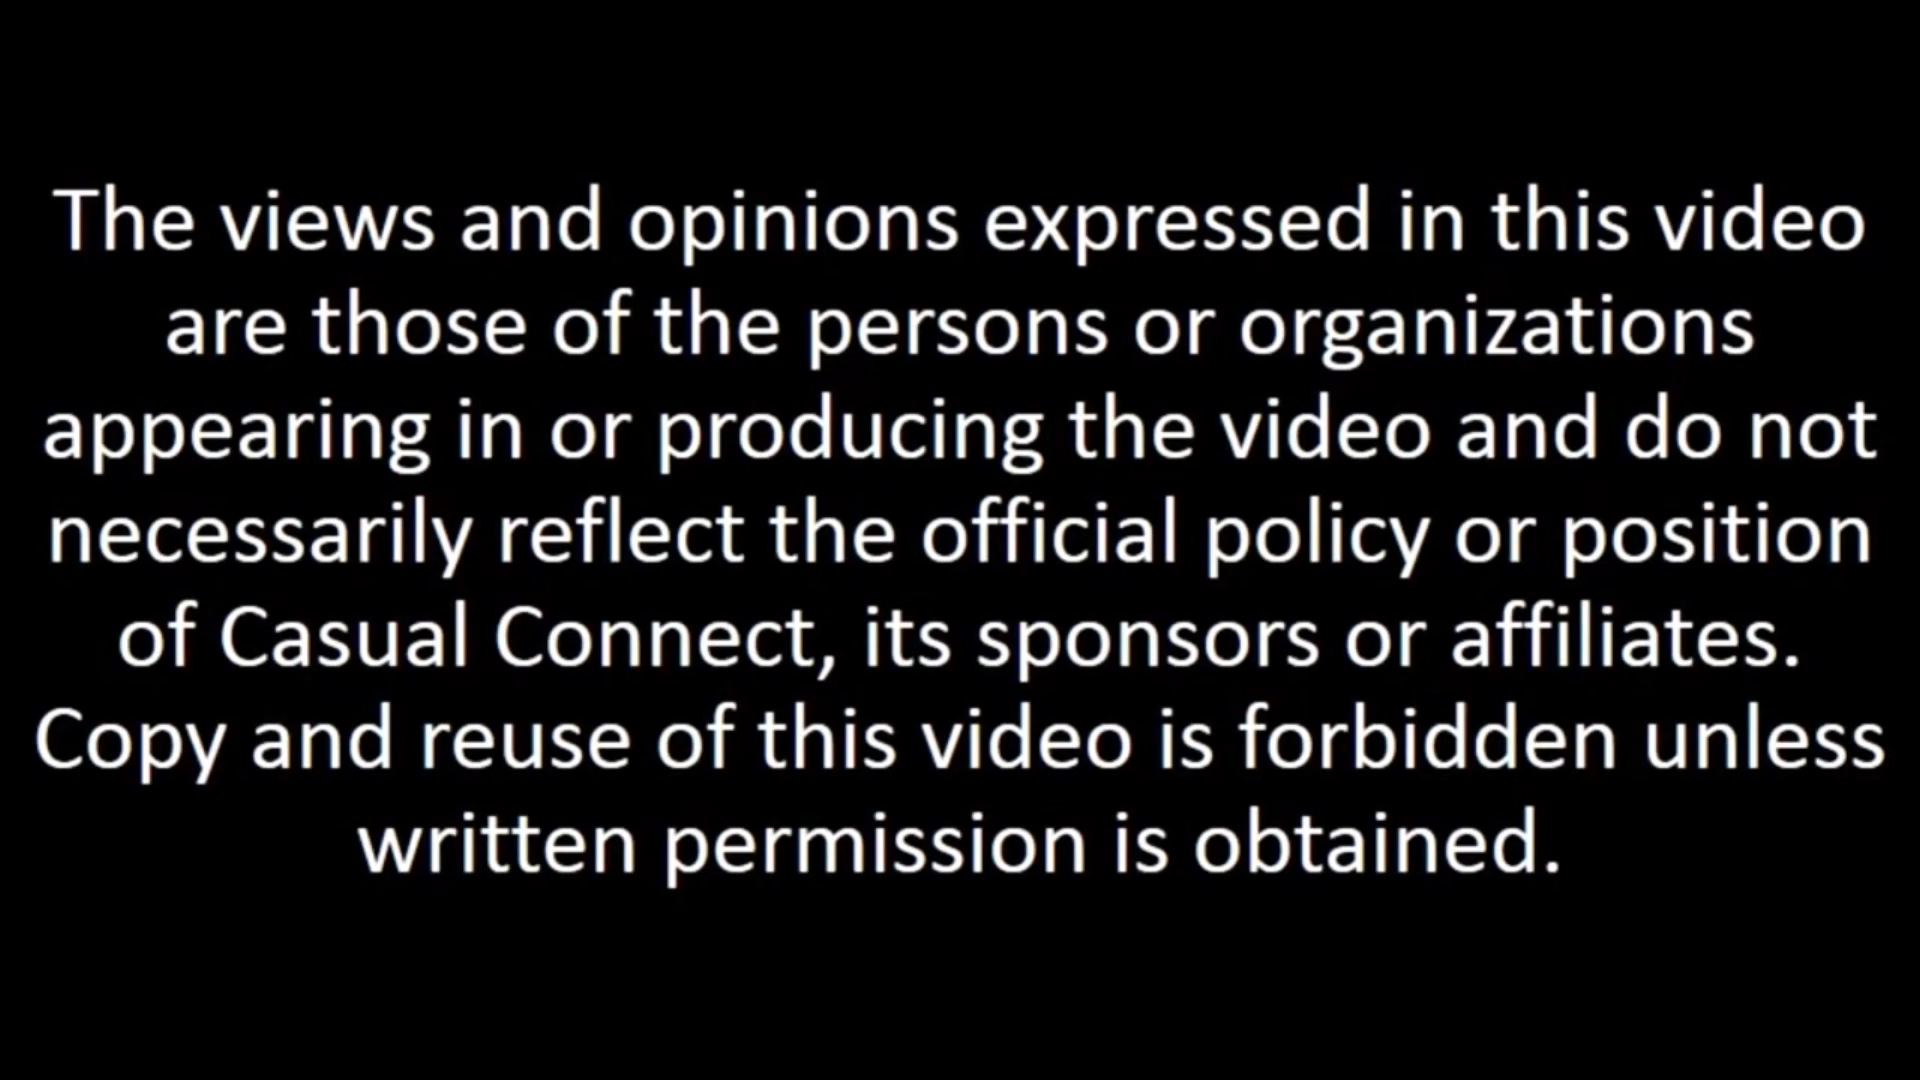 The views and opinions expressed in this video
are those of the persons or organizations
appearing in or producing the video and do not
necessarily reflect the official policy or position
of Casual Connect, its sponsors or affiliates.
Copy and reuse of this video is forbidden unless
written permission is obtained.